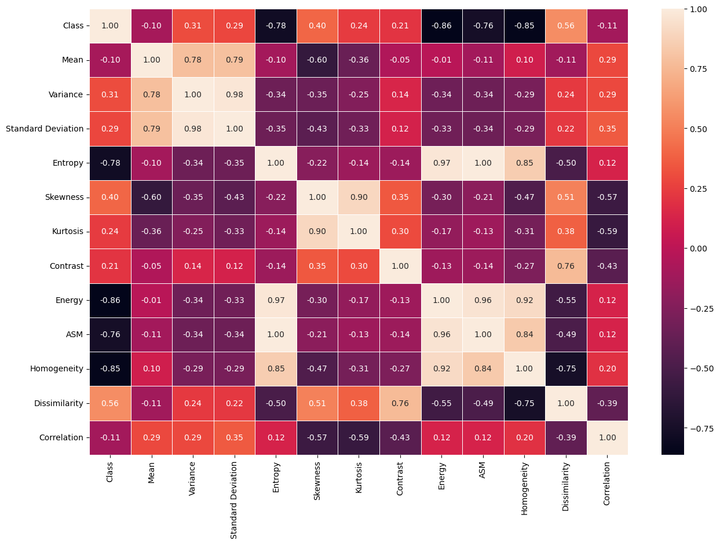 Class 1.00 -0.10 0.31 0.29 -0.78 0.40 0.24 0.21 -0.86 -0.76 -0.85 0.56 -0.11
Mean -0.10 1.00 0.78 0.79 -0.10 -0.60 -0.36 -0.05 -0.01 -0.11 0.10 -0.11 0.29
Variance 0.31 0.78 1.00 0.98 -0.34 -0.35 -0.25 0.14 -0.34 -0.34 -0.29 0.24 0.29
Standard Deviation 0.29 0.79 0.98 1.00 -0.35 -0.43 -0.33 0.12 -0.33 -0.34 -0.29 0.22 0.35
Entropy -0.78 -0.10 -0.34 -0.35 1.00 -0.22 -0.14 -0.14 0.97 1.00 0.85 -0.50 0.12
Skewness 0.40 -0.60 -0.35 -0.43 -0.22 1.00 0.90 0.35 -0.30 -0.21 -0.47 0.51 -0.57
Kurtosis 0.24 -0.36 -0.25 -0.33 -0.14 0.90 1.00 0.30 -0.17 -0.13 -0.31 0.38 -0.59
Contrast 0.21 -0.05 0.14 0.12 -0.14 0.35 0.30 1.00 -0.13 -0.14 -0.27 0.76 -0.43
Energy -0.86 -0.01 -0.34 -0.33 0.97 -0.30 -0.17 -0.13 1.00 0.96 0.92 -0.55 0.12
ASM -0.76 -0.11 -0.34 -0.34 1.00 -0.21 -0.13 -0.14 0.96 1.00 0.84 -0.49 0.12
Homogeneity -0.85 0.10 -0.29 -0.29 0.85 -0.47 -0.31 -0.27 0.92 0.84 1.00 -0.75 0.20
Dissimilarity 0.56 -0.11 0.24 0.22 -0.50 0.51 0.38 0.76 -0.55 -0.49 -0.75 1.00 -0.39
Correlation -0.11 0.29 0.29 0.35 0.12 -0.57 -0.59 -0.43 0.12 0.12 0.20 -0.39 1.00
Class
Mean
Variance
Standard Deviation
Entropy
Skewness
Kurtosis
Contrast
Energy
ASM
Homogeneity
Dissimilarity
Correlation
1.00
0.75
0.50
0.25
0.00
−0.25
−0.50
−0.75